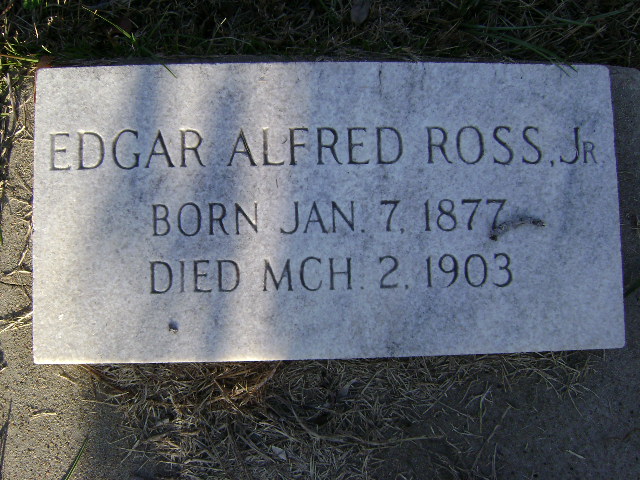 EDGAR ALFRED ROSS, JR
BORN JAN. 7, 1877
DIED MCH. 2. 1903